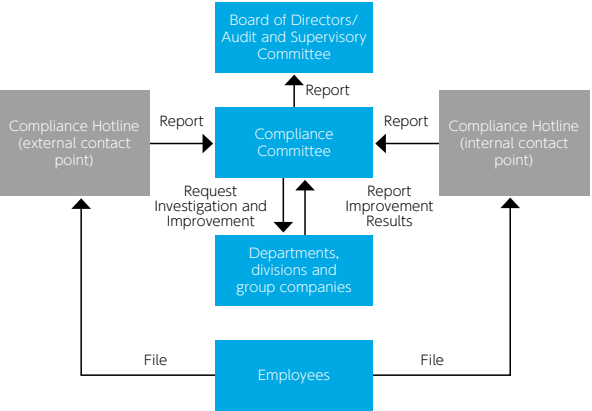 Board of Directors/
Audit and Supervisory
Committee
Report
Compliance Hotline
(external contact
point)
Report
Compliance
Committee
Report
Compliance Hotline
(internal contact
point)
Request
Investigation and
Improvement
Report
Improvement
Results
Departments,
divisions and
group companies
File
Employees
File